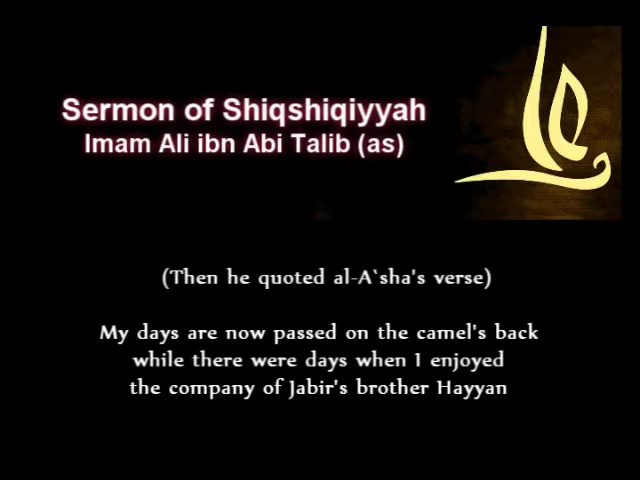 Sermon of Shiqshiqiyyah
Imam Ali ibn Abi Talib (as)
(Then he quoted al-A`sha's verse)
My days are now passed on the camel's back
while there were days when I enjoyed
the company of Jabir's brother Hayyan